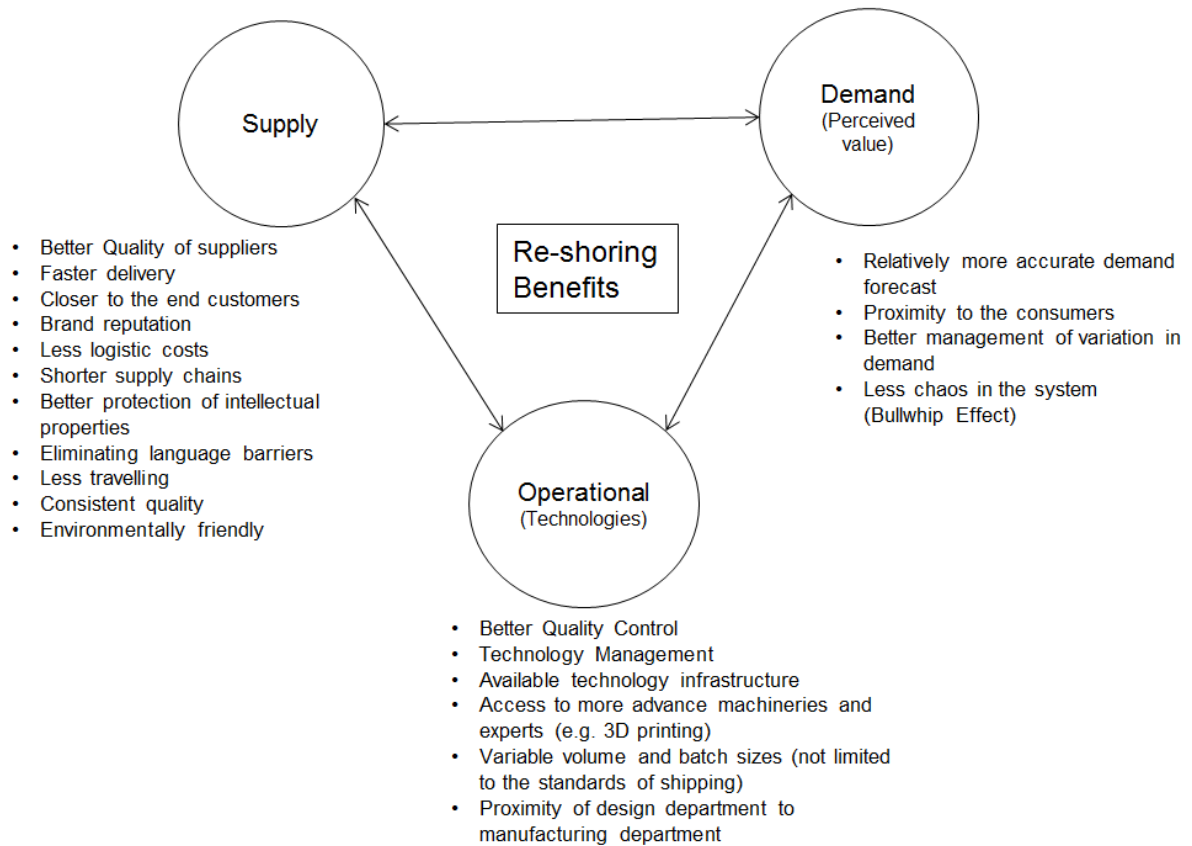 Supply
Demand
(Perceived
value)
Re-shoring
Benefits
• Better Quality of suppliers
• Faster delivery
• Closer to the end customers
• Brand reputation
• Less logistic costs
• Shorter supply chains
• Better protection of intellectual
properties
• Eliminating language barriers
• Less travelling
• Consistent quality
• Environmentally friendly
• Relatively more accurate demand
forecast
• Proximity to the consumers
• Better management of variation in
demand
• Less chaos in the system
(Bullwhip Effect)
Operational
(Technologies)
• Better Quality Control
• Technology Management
• Available technology infrastructure
• Access to more advance machineries and
experts (e.g. 3D printing)
• Variable volume and batch sizes (not limited
to the standards of shipping)
• Proximity of design department to
manufacturing department